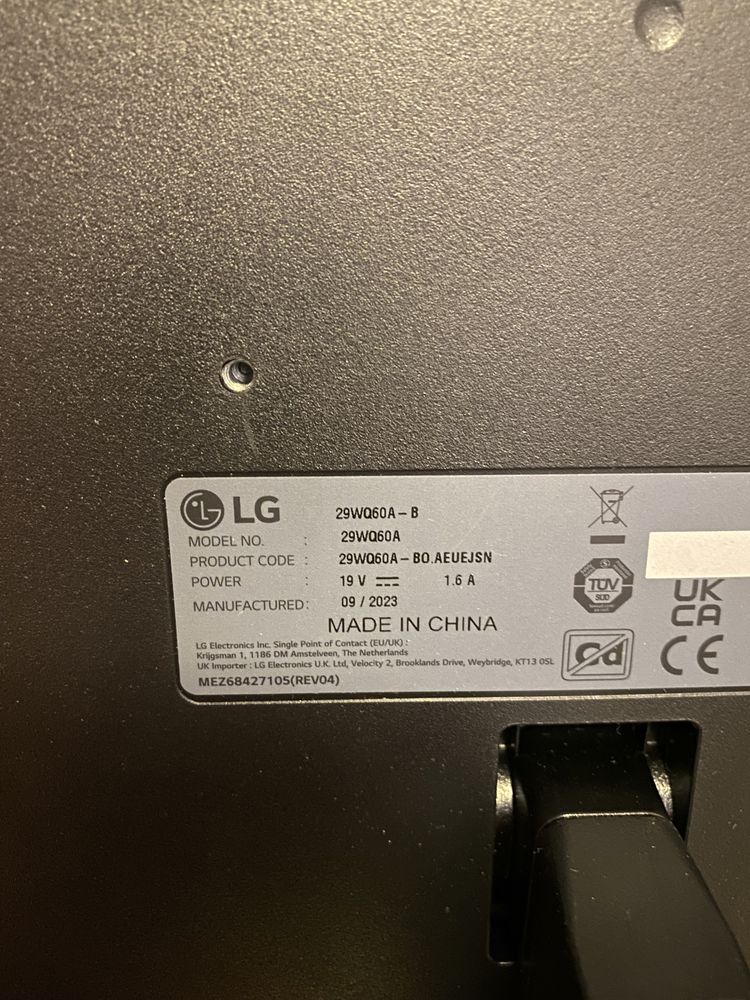 LG
29WQ60A-B
MODEL NO. : 29WQ60A
PRODUCT CODE : 29WQ60A-BO.AEUEJSN
POWER 19 V 1.6 A
MANUFACTURED: 09 / 2023
MADE IN CHINA
LG Electronics Inc. Single Point of Contact (EU/UK) :
Krijgsman 1, 1186 DM Amstelveen, The Netherlands
UK Importer : LG Electronics U.K. Ltd, Velocity 2, Brooklands Drive, Weybridge, KT13 0SL
MEZ68427105(REV04)
TÜV
SÜD
Cd
UK
CA
CE